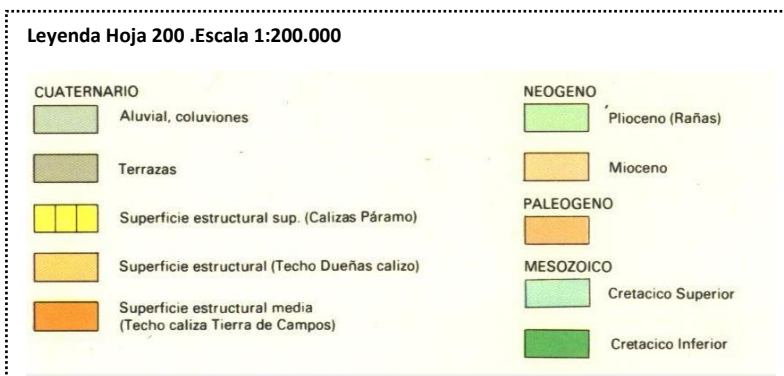 Leyenda Hoja 200 .Escala 1:200.000
CUATERNARIO
Aluvial, coluviones
Terrazas
Superficie estructural sup. (Calizas Páramo)
Superficie estructural (Techo Dueñas calizo)
Superficie estructural media
(Techo caliza Tierra de Campos)
NEOGENO
Plioceno (Rañas)
Mioceno
PALEOGENO
MESOZOICO
Cretacico Superior
Cretacico Inferior